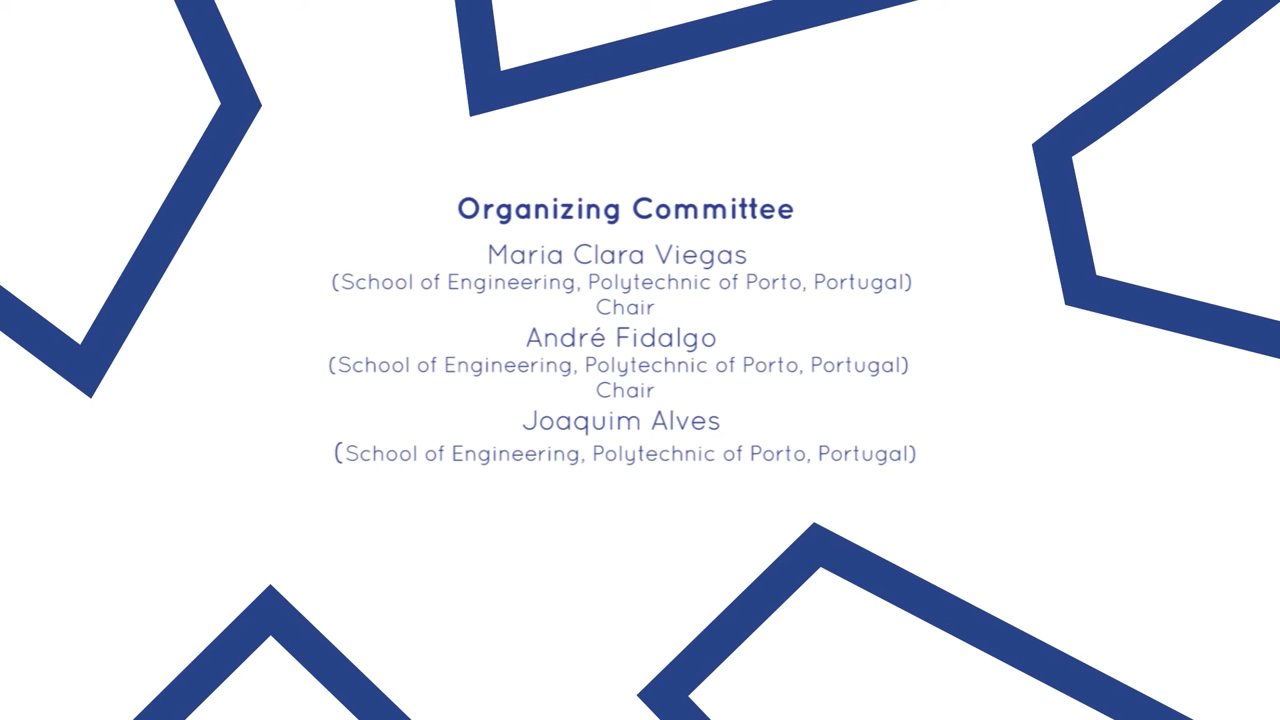 Organizing Committee
Maria Clara Viegas
(School of Engineering, Polytechnic of Porto, Portugal)
Chair
André Fidalgo
(School of Engineering, Polytechnic of Porto, Portugal)
Chair
Joaquim Alves
(School of Engineering, Polytechnic of Porto, Portugal)